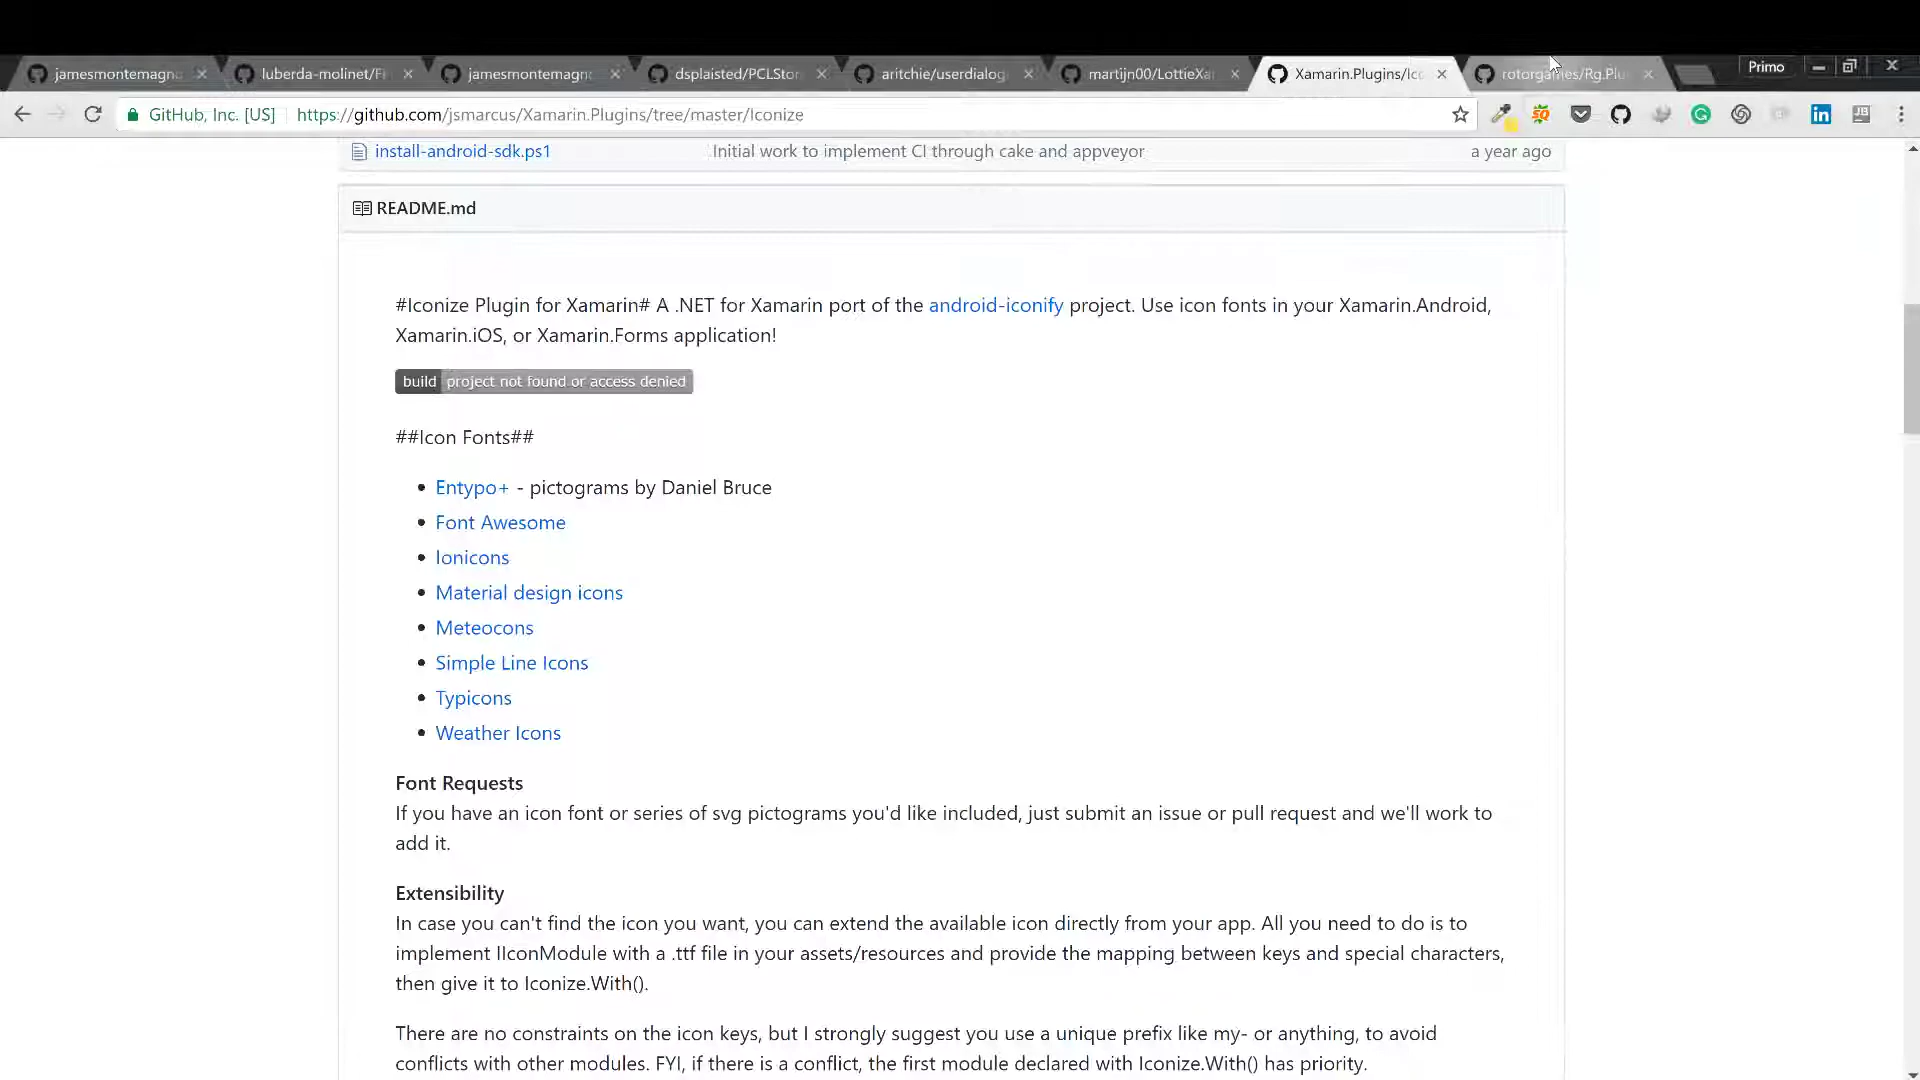 jamesmontemagno
luberda-molinet/F
jamesmontemagno
dsplaisted/PCLStor
aritchie/userdialog
martijn00/LottieXa
Xamarin.Plugins/Ico
rotorgames/Rg.Plu
Primo
GitHub, Inc. [US] https://github.com/jsmarcus/Xamarin.Plugins/tree/master/Iconize
install-android-sdk.ps1 Initial work to implement CI through cake and appveyor a year ago
README.md
#Iconize Plugin for Xamarin# A .NET for Xamarin port of the android-iconify project. Use icon fonts in your Xamarin.Android,
Xamarin.iOS, or Xamarin.Forms application!
build project not found or access denied
##Icon Fonts##
Entypo+ - pictograms by Daniel Bruce
Font Awesome
Ionicons
Material design icons
Meteocons
Simple Line Icons
Typicons
Weather Icons
Font Requests
If you have an icon font or series of svg pictograms you'd like included, just submit an issue or pull request and we'll work to
add it.
Extensibility
In case you can't find the icon you want, you can extend the available icon directly from your app. All you need to do is to
implement IIconModule with a .ttf file in your assets/resources and provide the mapping between keys and special characters,
then give it to Iconize.With().
There are no constraints on the icon keys, but I strongly suggest you use a unique prefix like my- or anything, to avoid
conflicts with other modules. FYI, if there is a conflict, the first module declared with Iconize.With() has priority.